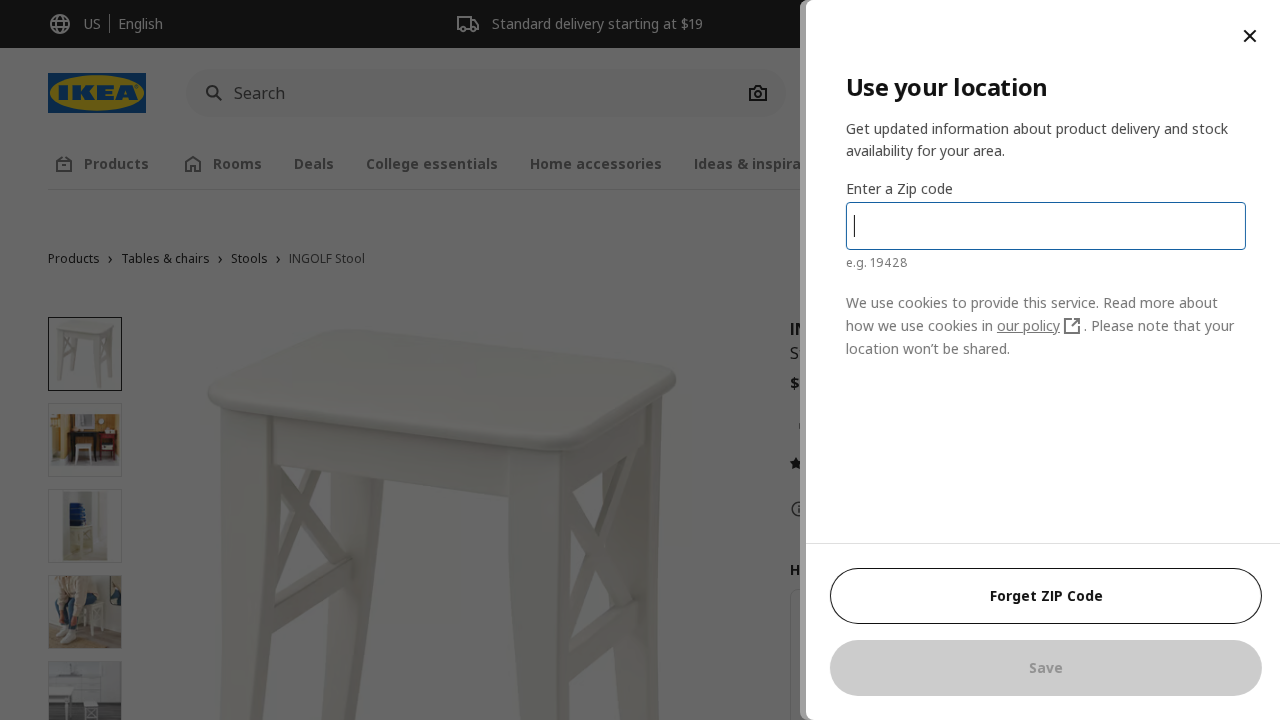 US
English
Standard delivery starting at $19
IKEA
Search
Products
Rooms
Deals
College essentials
Home accessories
Ideas & inspira
Products › Tables & chairs › Stools › INGOLF Stool
$
Use your location
Get updated information about product delivery and stock
availability for your area.
Enter a Zip code
e.g. 19428
We use cookies to provide this service. Read more about
how we use cookies in our policy . Please note that your
location won’t be shared.
Forget ZIP Code
Save